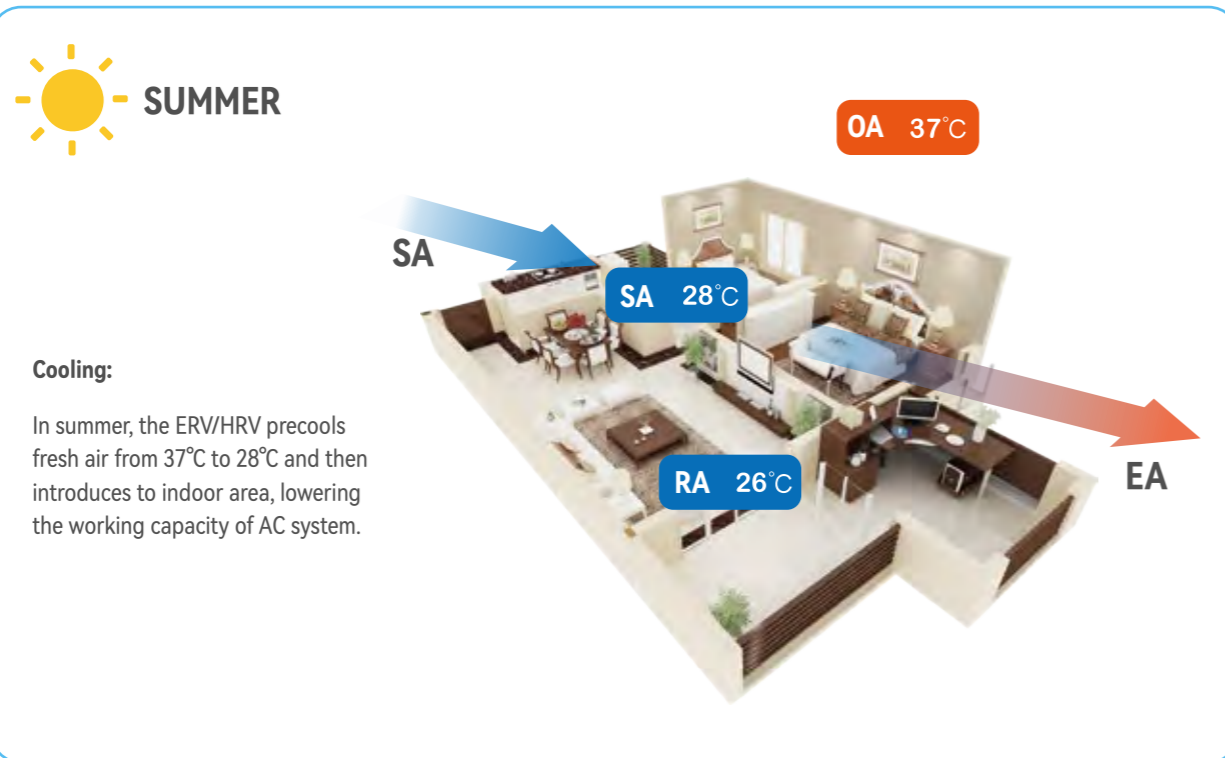 SUMMER
OA 37°C
SA
SA 28°C
Cooling:
In summer, the ERV/HRV precools
fresh air from 37°C to 28°C and then
introduces to indoor area, lowering
the working capacity of AC system.
RA 26°C
EA